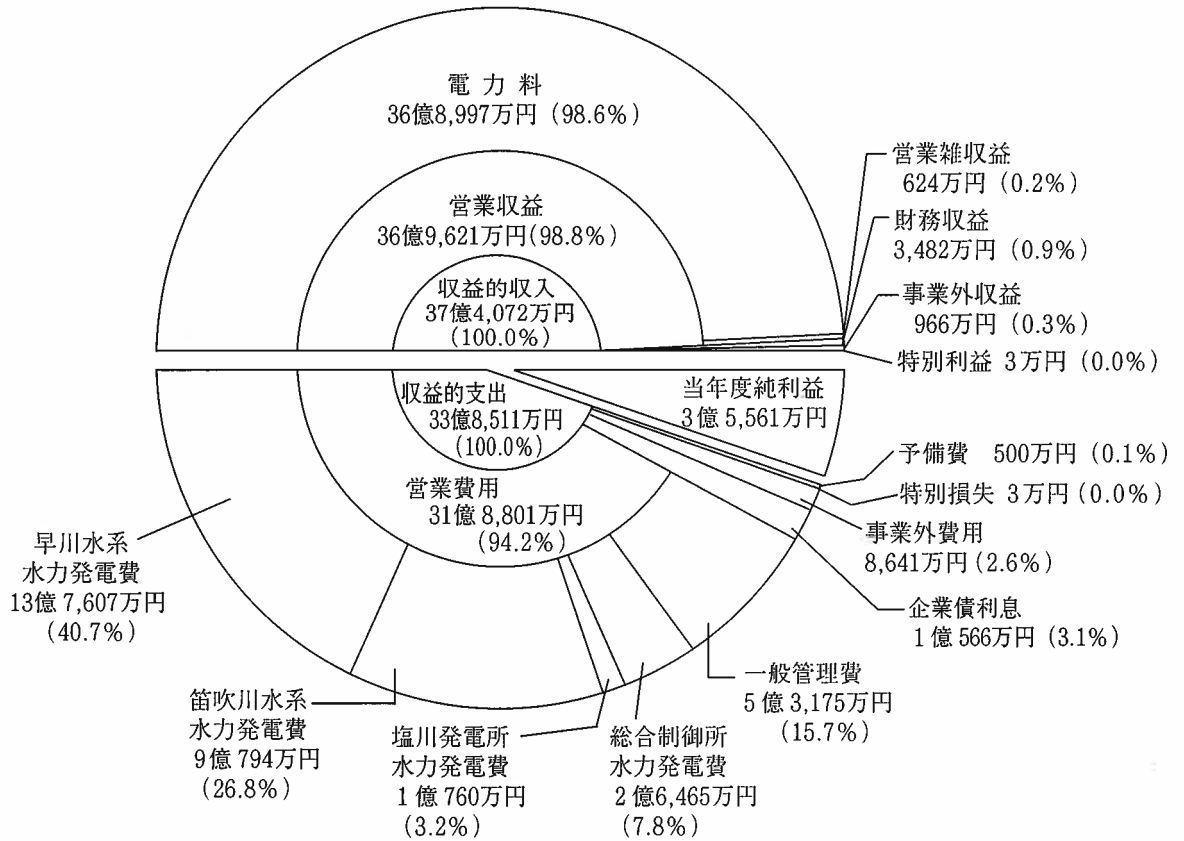 電力料
36億8,997万円（98.6%）
営業収益
36億9,621万円(98.8%)
収益的収入
37億4,072万円
(100.0%)
営業雑収益
624万円（0.2%）
財務収益
3,482万円（0.9%）
事業外収益
966万円（0.3%）
特別利益 3万円（0.0%）
収益的支出
33億8,511万円
(100.0%)
当年度純利益
3億 5,561万円
営業費用
31億 8,801万円
(94.2%)
予備費 500万円（0.1%）
特別損失 3万円（0.0%）
事業外費用
8,641万円(2.6%)
企業債利息
1億 566万円（3.1%）
一般管理費
5億 3,175万円
(15.7%)
早川水系
水力発電費
13億 7,607万円
(40.7%)
笛吹川水系
水力発電費
9億 794万円
(26.8%)
塩川発電所
水力発電費
1億 760万円
(3.2%)
総合制御所
水力発電費
2億6,465万円
(7.8%)